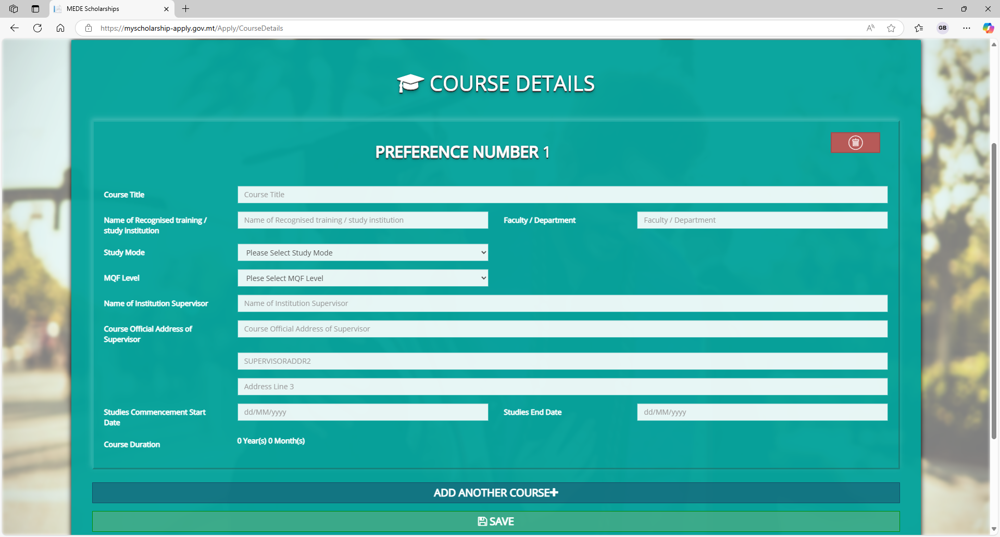 MEDE Scholarships
https://myscholarship-apply.gov.mt/Apply/CourseDetails
GB
COURSE DETAILS
PREFERENCE NUMBER 1
Course Title
Course Title
Name of Recognised training /
study institution
Name of Recognised training / study institution
Faculty / Department
Faculty / Department
Study Mode
Please Select Study Mode
MQF Level
Plese Select MQF Level
Name of Institution Supervisor
Name of Institution Supervisor
Course Official Address of
Supervisor
Course Official Address of Supervisor
SUPERVISORADDR2
Address Line 3
Studies Commencement Start
Date
dd/MM/yyyy
Studies End Date
dd/MM/yyyy
Course Duration
0 Year(s) 0 Month(s)
ADD ANOTHER COURSE+
SAVE